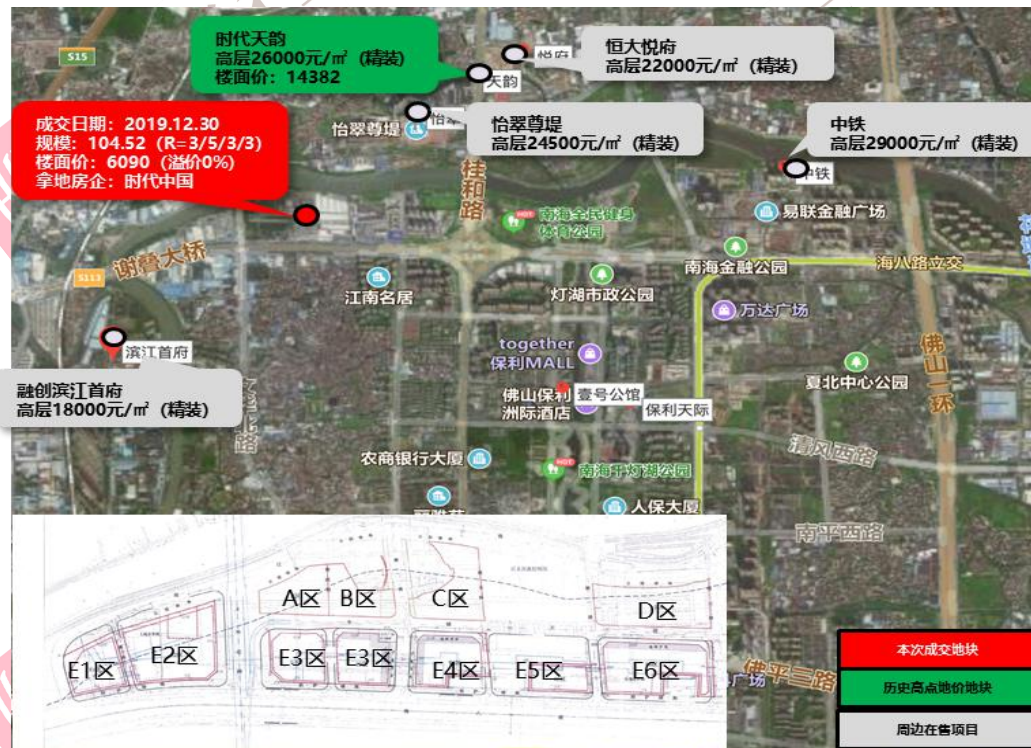 时代天韵
高层26000元/㎡（精装）
楼面价：14382
恒大悦府
高层22000元/㎡（精装）
S15
悦府
天韵
成交日期：2019.12.30
规模：104.52（R=3/5/3/3）
楼面价：6090（溢价0%）
拿地房企：时代中国
怡翠尊堤
怡翠尊堤
高层24500元/㎡（精装）
中铁
高层29000元/㎡（精装）
中铁
桂和路
南海全民健身
体育公园
易联金融广场
谢叠大桥
S113
江南名居
灯湖市政公园
南海金融公园
海八路立交
万达广场
滨江首府
together
保利MALL
夏北中心公园
佛山一环
融创滨江首府
高层18000元/㎡（精装）
佛山保利
洲际酒店
壹号公馆
保利天际
清风西路
农商银行大厦
南海千灯湖公园
人保大厦
南平西路
A区
B区
C区
D区
E1区
E2区
E3区
E3区
E4区
E5区
E6区
广场
佛平三路
本次成交地块
历史高点地价地块
周边在售项目